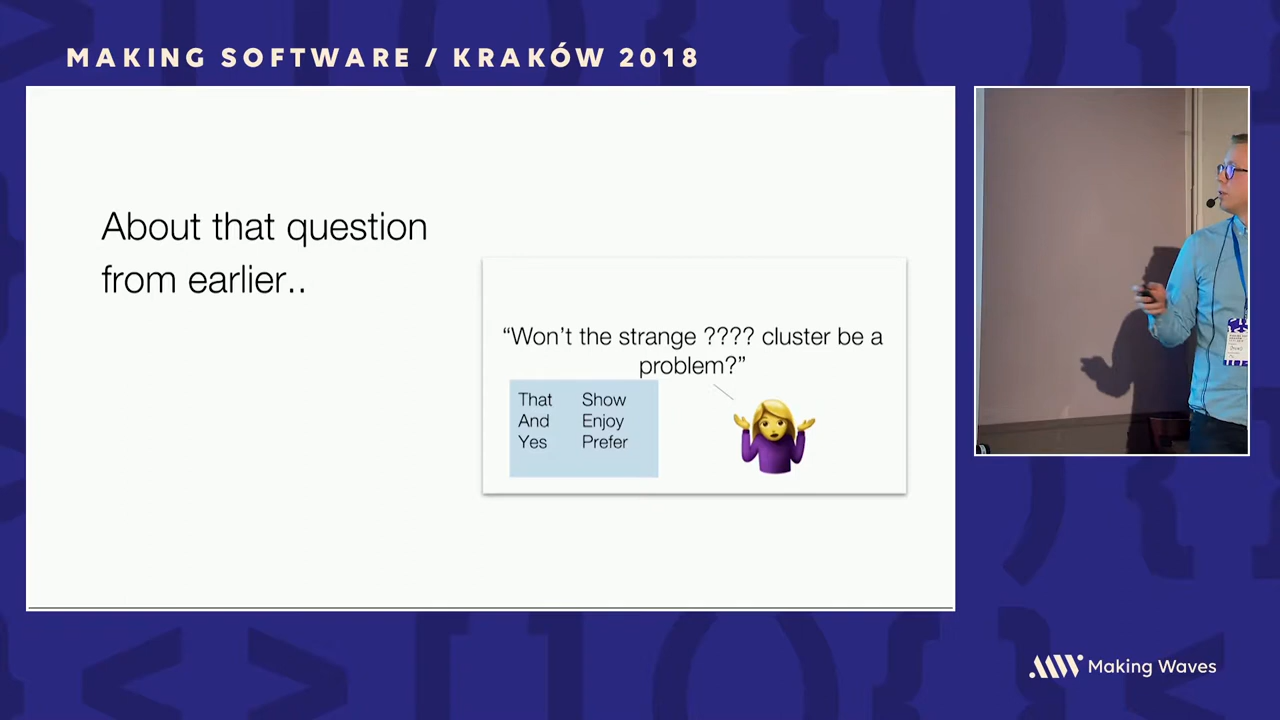 MAKING SOFTWARE / KRAKÓW 2018
About that question
from earlier..
“Won’t the strange ???? cluster be a
problem?”
That Show
And Enjoy
Yes Prefer
Making Waves